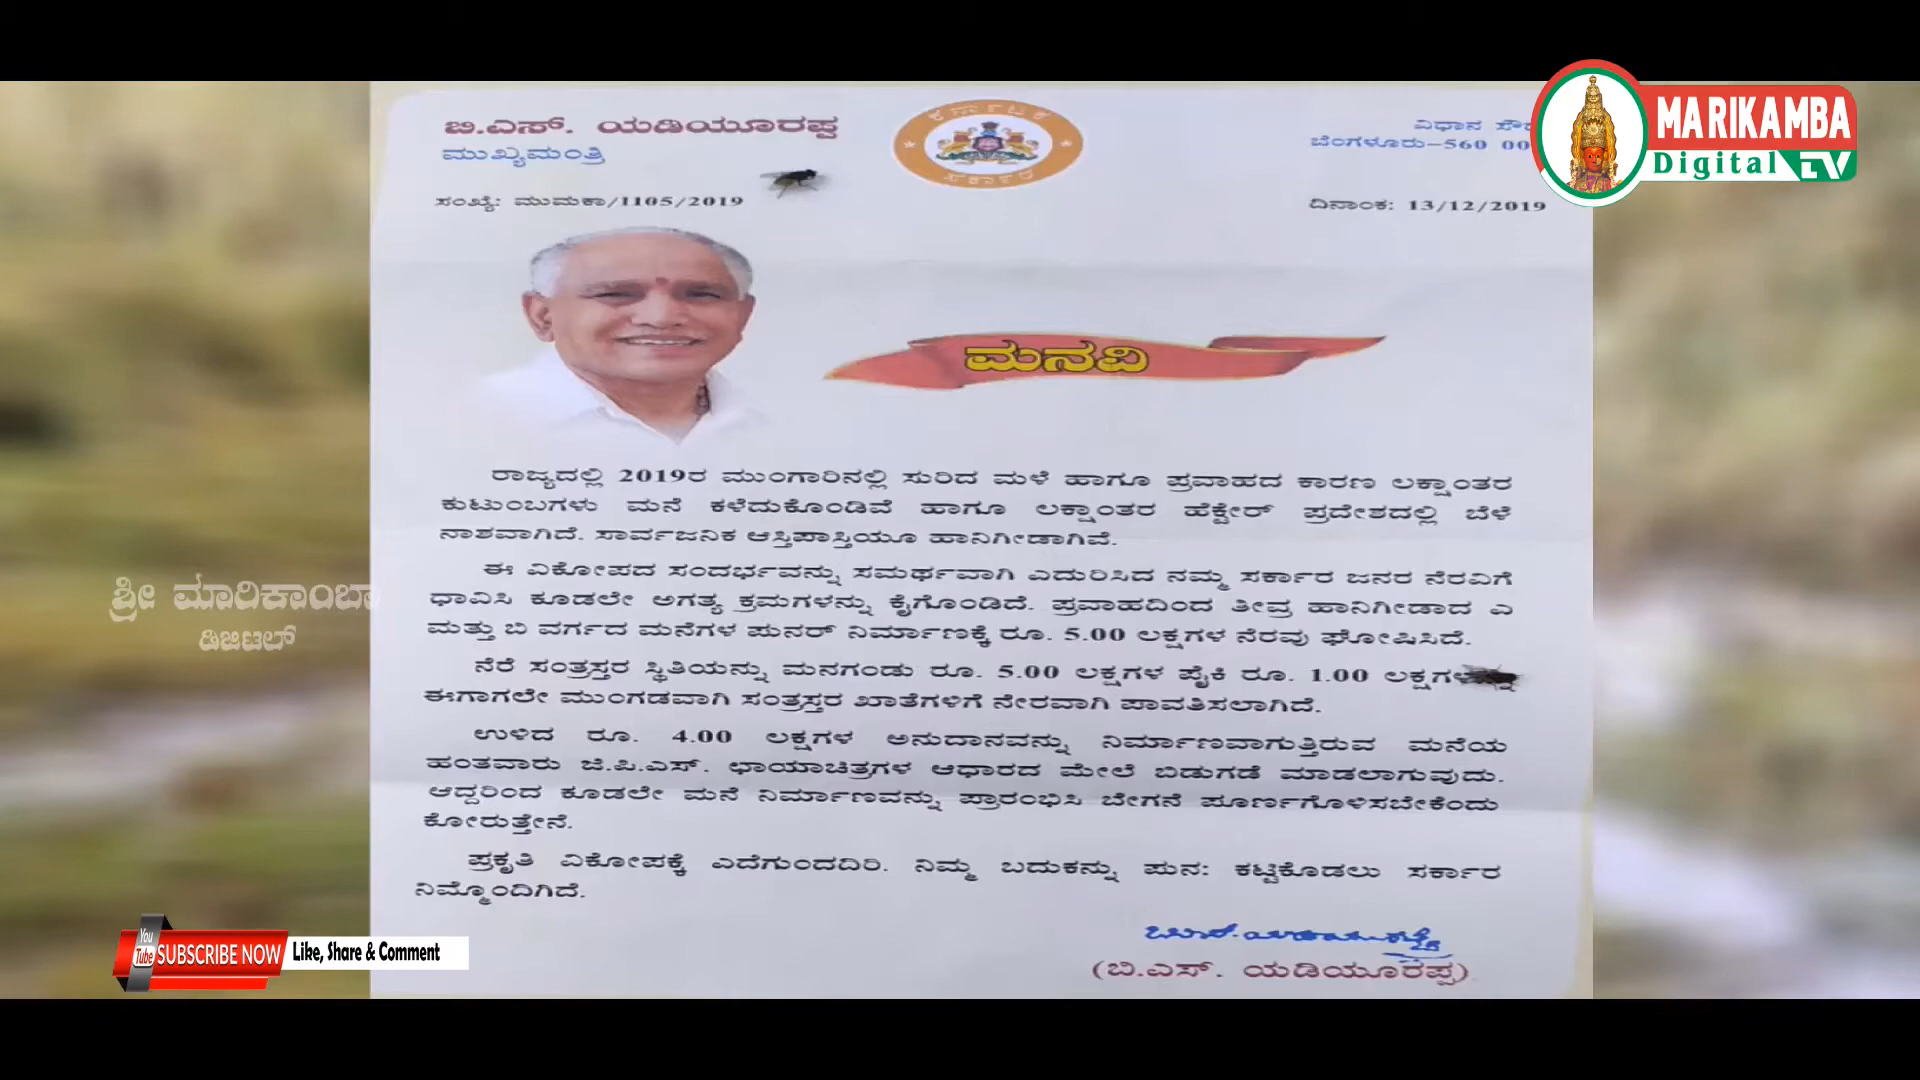 MARIKAMBA
Digital TV
ಬಿ.ಎಸ್. ಯಡಿಯೂರಪ್ಪ
ಮುಖ್ಯಮಂತ್ರಿ
ಕರ್ನಾಟಕ
ಸರ್ಕಾರ
ವಿಧಾನ
ಬೆಂಗಳೂರು-560
ಸಂಖ್ಯೆ: ಮುಮಕಾ/1105/2019
ದಿನಾಂಕ: 13/12/2019
ಮನವಿ
ರಾಜ್ಯದಲ್ಲಿ 2019ರ ಮುಂಗಾರಿನಲ್ಲಿ ಸುರಿದ ಮಳೆ ಹಾಗೂ ಪ್ರವಾಹದ ಕಾರಣ ಲಕ್ಷಾಂತರ
ಕುಟುಂಬಗಳು ಮನೆ ಕಳೆದುಕೊಂಡಿವೆ ಹಾಗೂ ಲಕ್ಷಾಂತರ ಹೆಕ್ಟೇರ್ ಪ್ರದೇಶದಲ್ಲಿ ಬೆಳೆ
ನಾಶವಾಗಿದೆ. ಸಾರ್ವಜನಿಕ ಆಸ್ತಿಪಾಸ್ತಿಯೂ ಹಾನಿಗೀಡಾಗಿವೆ.
ಈ ವಿಕೋಪದ ಸಂದರ್ಭವನ್ನು ಸಮರ್ಥವಾಗಿ ಎದುರಿಸಿದ ನಮ್ಮ ಸರ್ಕಾರ ಜನರ ನೆರವಿಗೆ
ಧಾವಿಸಿ ಕೂಡಲೇ ಅಗತ್ಯ ಕ್ರಮಗಳನ್ನು ಕೈಗೊಂಡಿದೆ. ಪ್ರವಾಹದಿಂದ ತೀವ್ರ ಹಾನಿಗೀಡಾದ ಎ
ಮತ್ತು ಬಿ ವರ್ಗದ ಮನೆಗಳ ಪುನರ್ ನಿರ್ಮಾಣಕ್ಕೆ ರೂ. 5.00 ಲಕ್ಷಗಳ ನೆರವು ಘೋಷಿಸಿದೆ.
ನೆರೆ ಸಂತ್ರಸ್ತರ ಸ್ಥಿತಿಯನ್ನು ಮನಗಂಡು ರೂ. 5.00 ಲಕ್ಷಗಳ ಪೈಕಿ ರೂ. 1.00
ಈಗಾಗಲೇ ಮುಂಗಡವಾಗಿ ಸಂತ್ರಸ್ತರ ಖಾತೆಗಳಿಗೆ ನೇರವಾಗಿ ಪಾವತಿಸಲಾಗಿದೆ.
ಉಳಿದ ರೂ. 4.00 ಲಕ್ಷಗಳ ಅನುದಾನವನ್ನು ನಿರ್ಮಾಣವಾಗುತ್ತಿರುವ ಮನೆಯ
ಹಂತವಾರು ಜಿ.ಪಿ.ಎಸ್. ಛಾಯಾಚಿತ್ರಗಳ ಆಧಾರದ ಮೇಲೆ ಬಿಡುಗಡೆ ಮಾಡಲಾಗುವುದು.
ಆದ್ದರಿಂದ ಕೂಡಲೇ ಮನೆ ನಿರ್ಮಾಣವನ್ನು ಪ್ರಾರಂಭಿಸಿ ಬೇಗನೆ ಪೂರ್ಣಗೊಳಿಸಬೇಕೆಂದು
ಕೋರುತ್ತೇನೆ.
ಪ್ರಕೃತಿ ವಿಕೋಪಕ್ಕೆ ಎದೆಗುಂದದಿರಿ. ನಿಮ್ಮ ಬದುಕನ್ನು ಪುನ: ಕಟ್ಟಿಕೊಡಲು ಸರ್ಕಾರ
ನಿಮ್ಮೊಂದಿಗಿದೆ.
(ಬಿ.ಎಸ್. ಯಡಿಯೂರಪ್ಪ)
ಶ್ರೀ ಮಾರಿಕಾಂಬಾ
ಡಿಜಿಟಲ್
You
Tube SUBSCRIBE NOW Like, Share & Comment